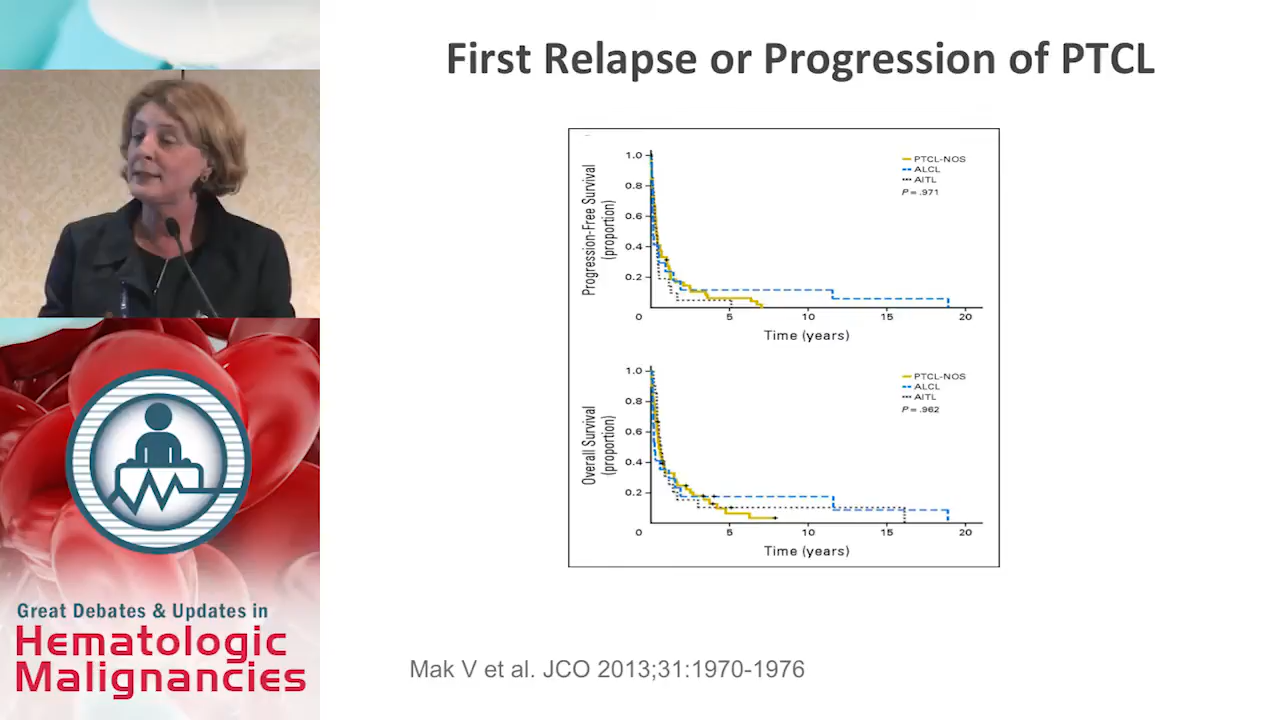 First Relapse or Progression of PTCL
Progression-Free Survival
(proportion)
1.0
0.8
0.6
0.4
0.2
0
5
10
15
20
Time (years)
PTCL-NOS
ALCL
AITL
P = .971
Overall Survival
(proportion)
1.0
0.8
0.6
0.4
0.2
0
5
10
15
20
Time (years)
PTCL-NOS
ALCL
AITL
P = .962
Great Debates & Updates in
Hematologic
Malignancies
Mak V et al. JCO 2013;31:1970-1976